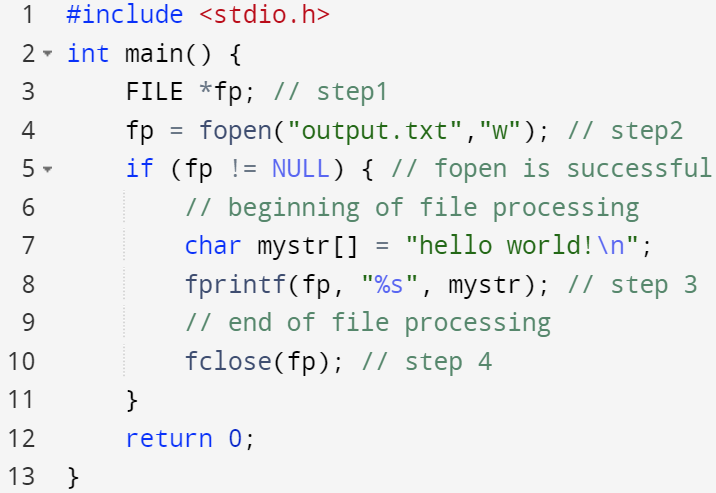 1 #include <stdio.h>
2 int main() {
3     FILE *fp; // step1
4     fp = fopen("output.txt","w"); // step2
5     if (fp != NULL) { // fopen is successful
6         // beginning of file processing
7         char mystr[] = "hello world!\n";
8         fprintf(fp, "%s", mystr); // step 3
9         // end of file processing
10         fclose(fp); // step 4
11     }
12     return 0;
13 }